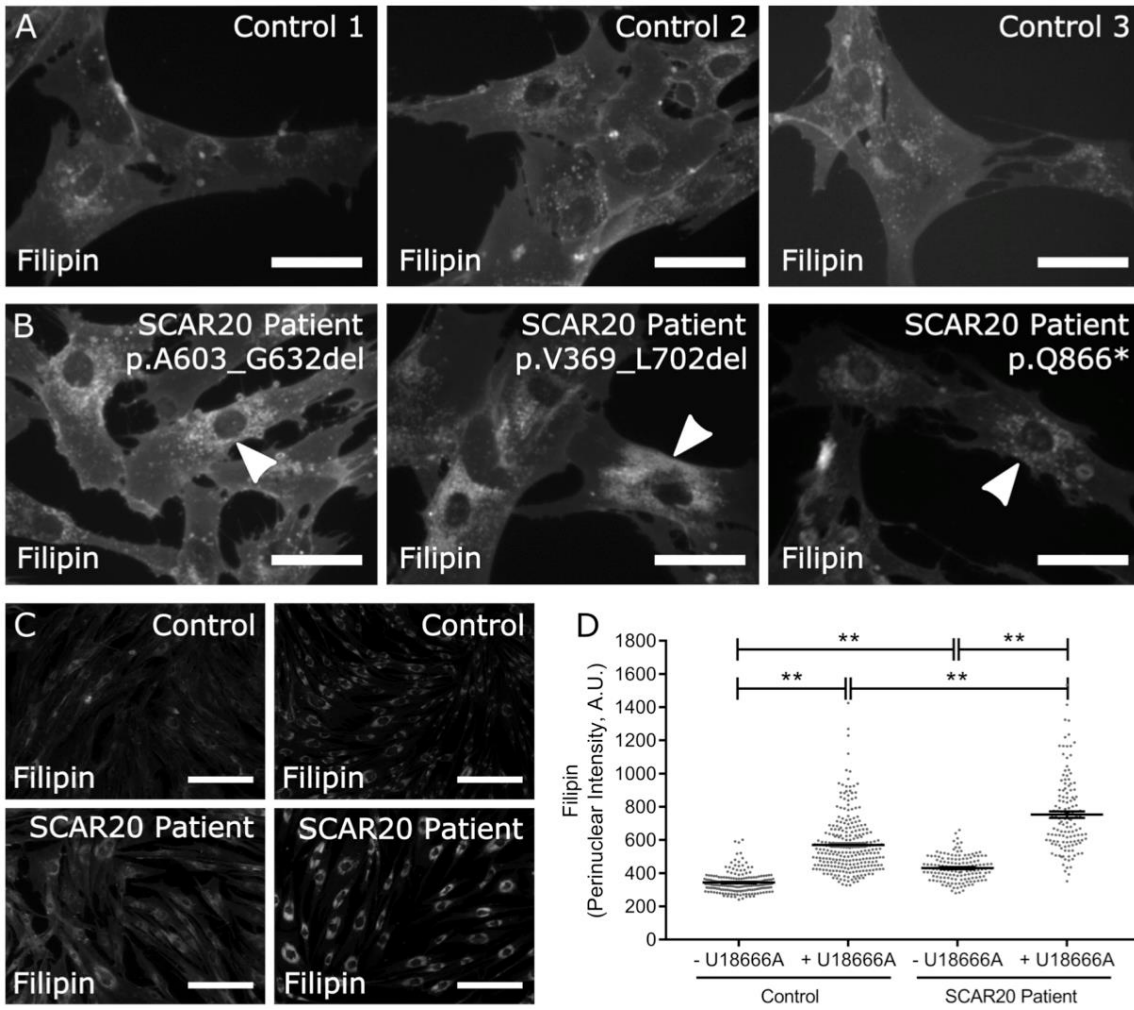 A
Control 1
Filipin
Control 2
Filipin
Control 3
Filipin
B
SCAR20 Patient
p.A603_G632del
Filipin
SCAR20 Patient
p.V369_L702del
Filipin
SCAR20 Patient
p.Q866*
Filipin
C
Control
Filipin
Control
Filipin
SCAR20 Patient
Filipin
SCAR20 Patient
Filipin
D
Filipin
(Perinuclear Intensity, A.U.)
1800
1600
1400
1200
1000
800
600
400
200
0
** **
** **
- U18666A + U18666A - U18666A + U18666A
Control SCAR20 Patient